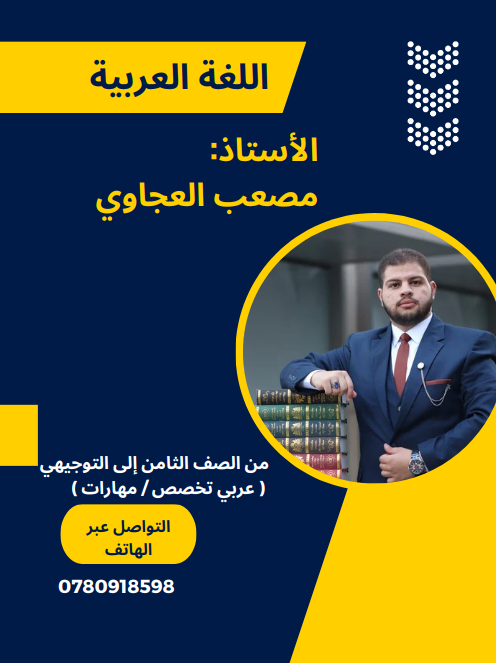 اللغة العربية
الأستاذ:
مصعب العجاوي
من الصف الثامن إلى التوجيهي
( عربي تخصص / مهارات )
التواصل عبر
الهاتف
0780918598